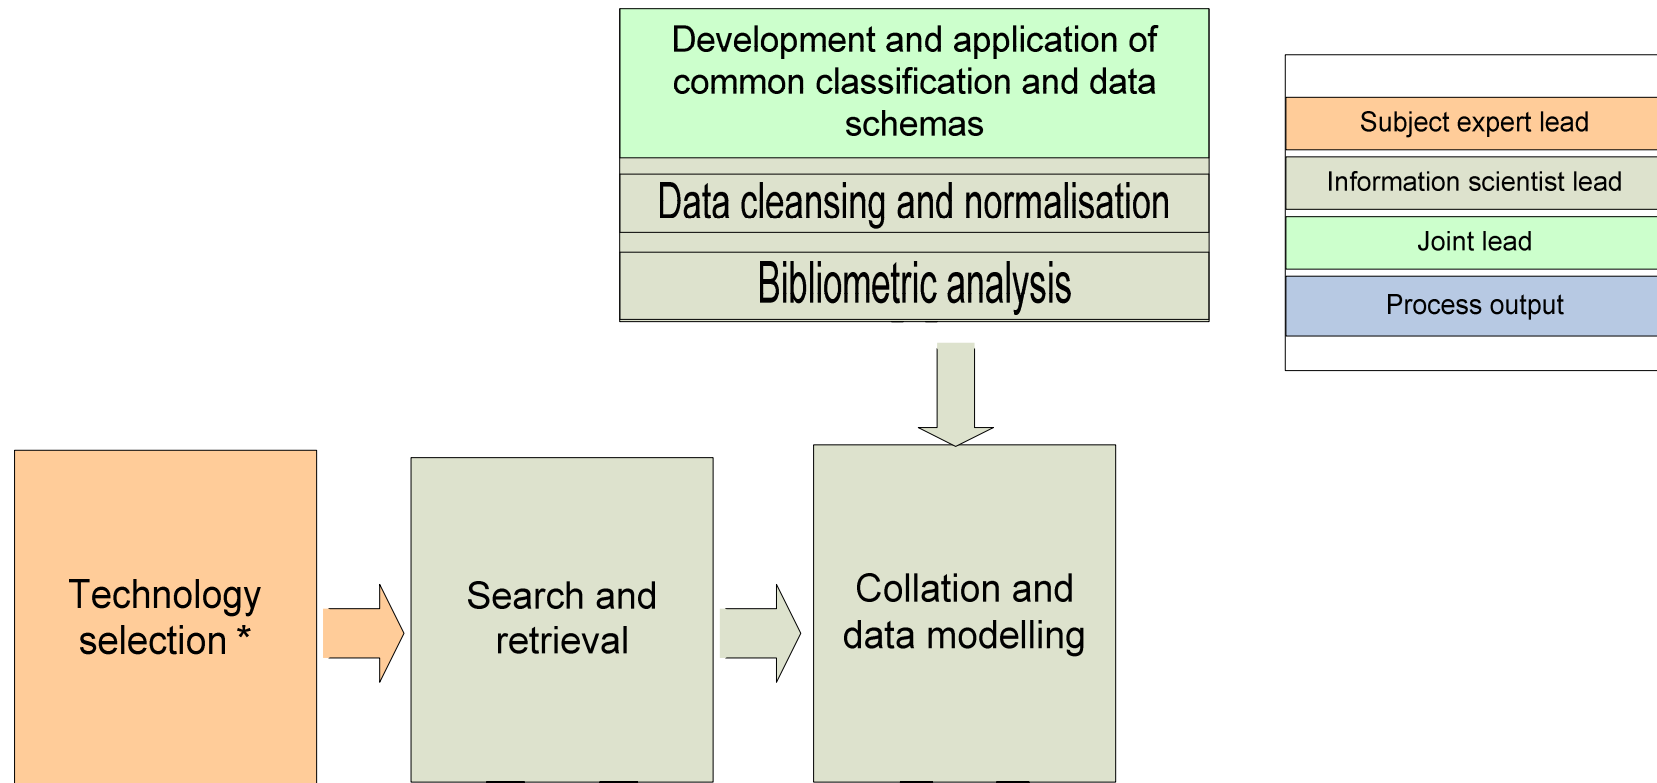 Development and application of
common classification and data
schemas
Data cleansing and normalisation
Bibliometric analysis
Subject expert lead
Information scientist lead
Joint lead
Process output
Technology
selection *
Search and
retrieval
Collation and
data modelling